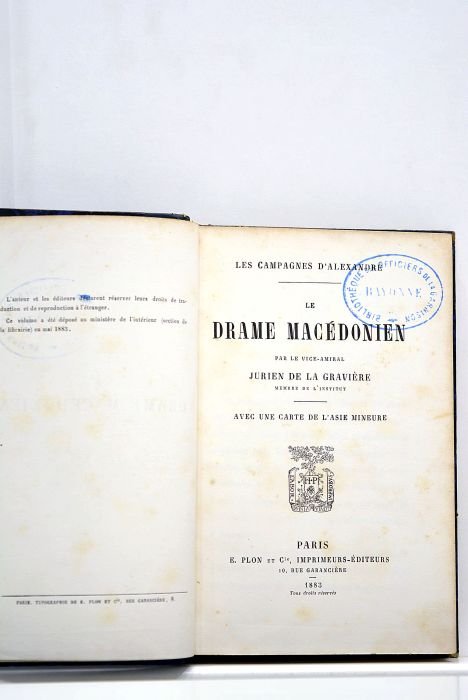 L'auteur et les éditeurs déclarent réserver leurs droits de traduction et de reproduction à l'étranger.
Ce volume a été déposé au ministère de l'intérieur (section de la librairie) en mai 1883.
PARIS. TYPOGRAPHIE DE E. PLON ET Cie, RUE GARANCIÈRE, 8.
LES CAMPAGNES D'ALEXANDRE
LE
DRAME MACÉDONIEN
PAR LE VICE-AMIRAL
JURIEN DE LA GRAVIÈRE
MEMBRE DE L'INSTITUT
AVEC UNE CARTE DE L'ASIE MINEURE
BIBLIOTHÈQUE OFFICIERS DE LA GARNISON
BAYONNE
HP
PARIS
E. PLON ET Cie, IMPRIMEURS-ÉDITEURS
10, RUE GARANCIÈRE
1883
Tous droits réservés